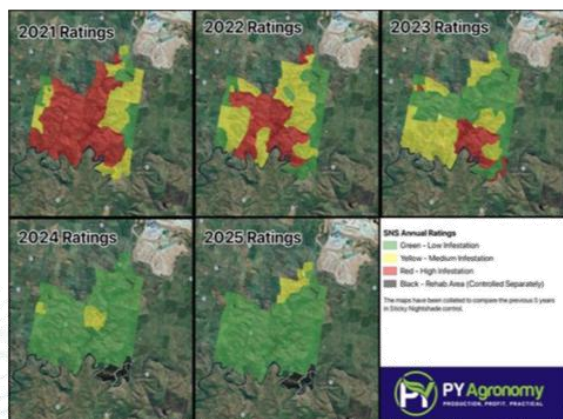 2021 Ratings
2022 Ratings
2023 Ratings
2024 Ratings
2025 Ratings
SNS Annual Ratings
Green - Low Infestation
Yellow - Medium Infestation
Red - High Infestation
Black - Rehab Area (Controlled Separately)
The maps have been collated to compare the previous 5 years
in Sticky Nightshade control.
PY
PY Agronomy
PRODUCTION. PROFIT. PRACTICAL